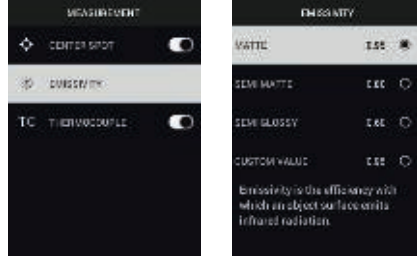 MEASUREMENT
CENTER SPOT
EMISSIVITY
TC THERMOCOUPLE
EMISSIVITY
MATTE 0.95
SEMI MATTE 0.80
SEMI GLOSSY 0.60
CUSTOM VALUE 0.95
Emissivity is the efficiency with
which an object surface emits
infrared radiation.